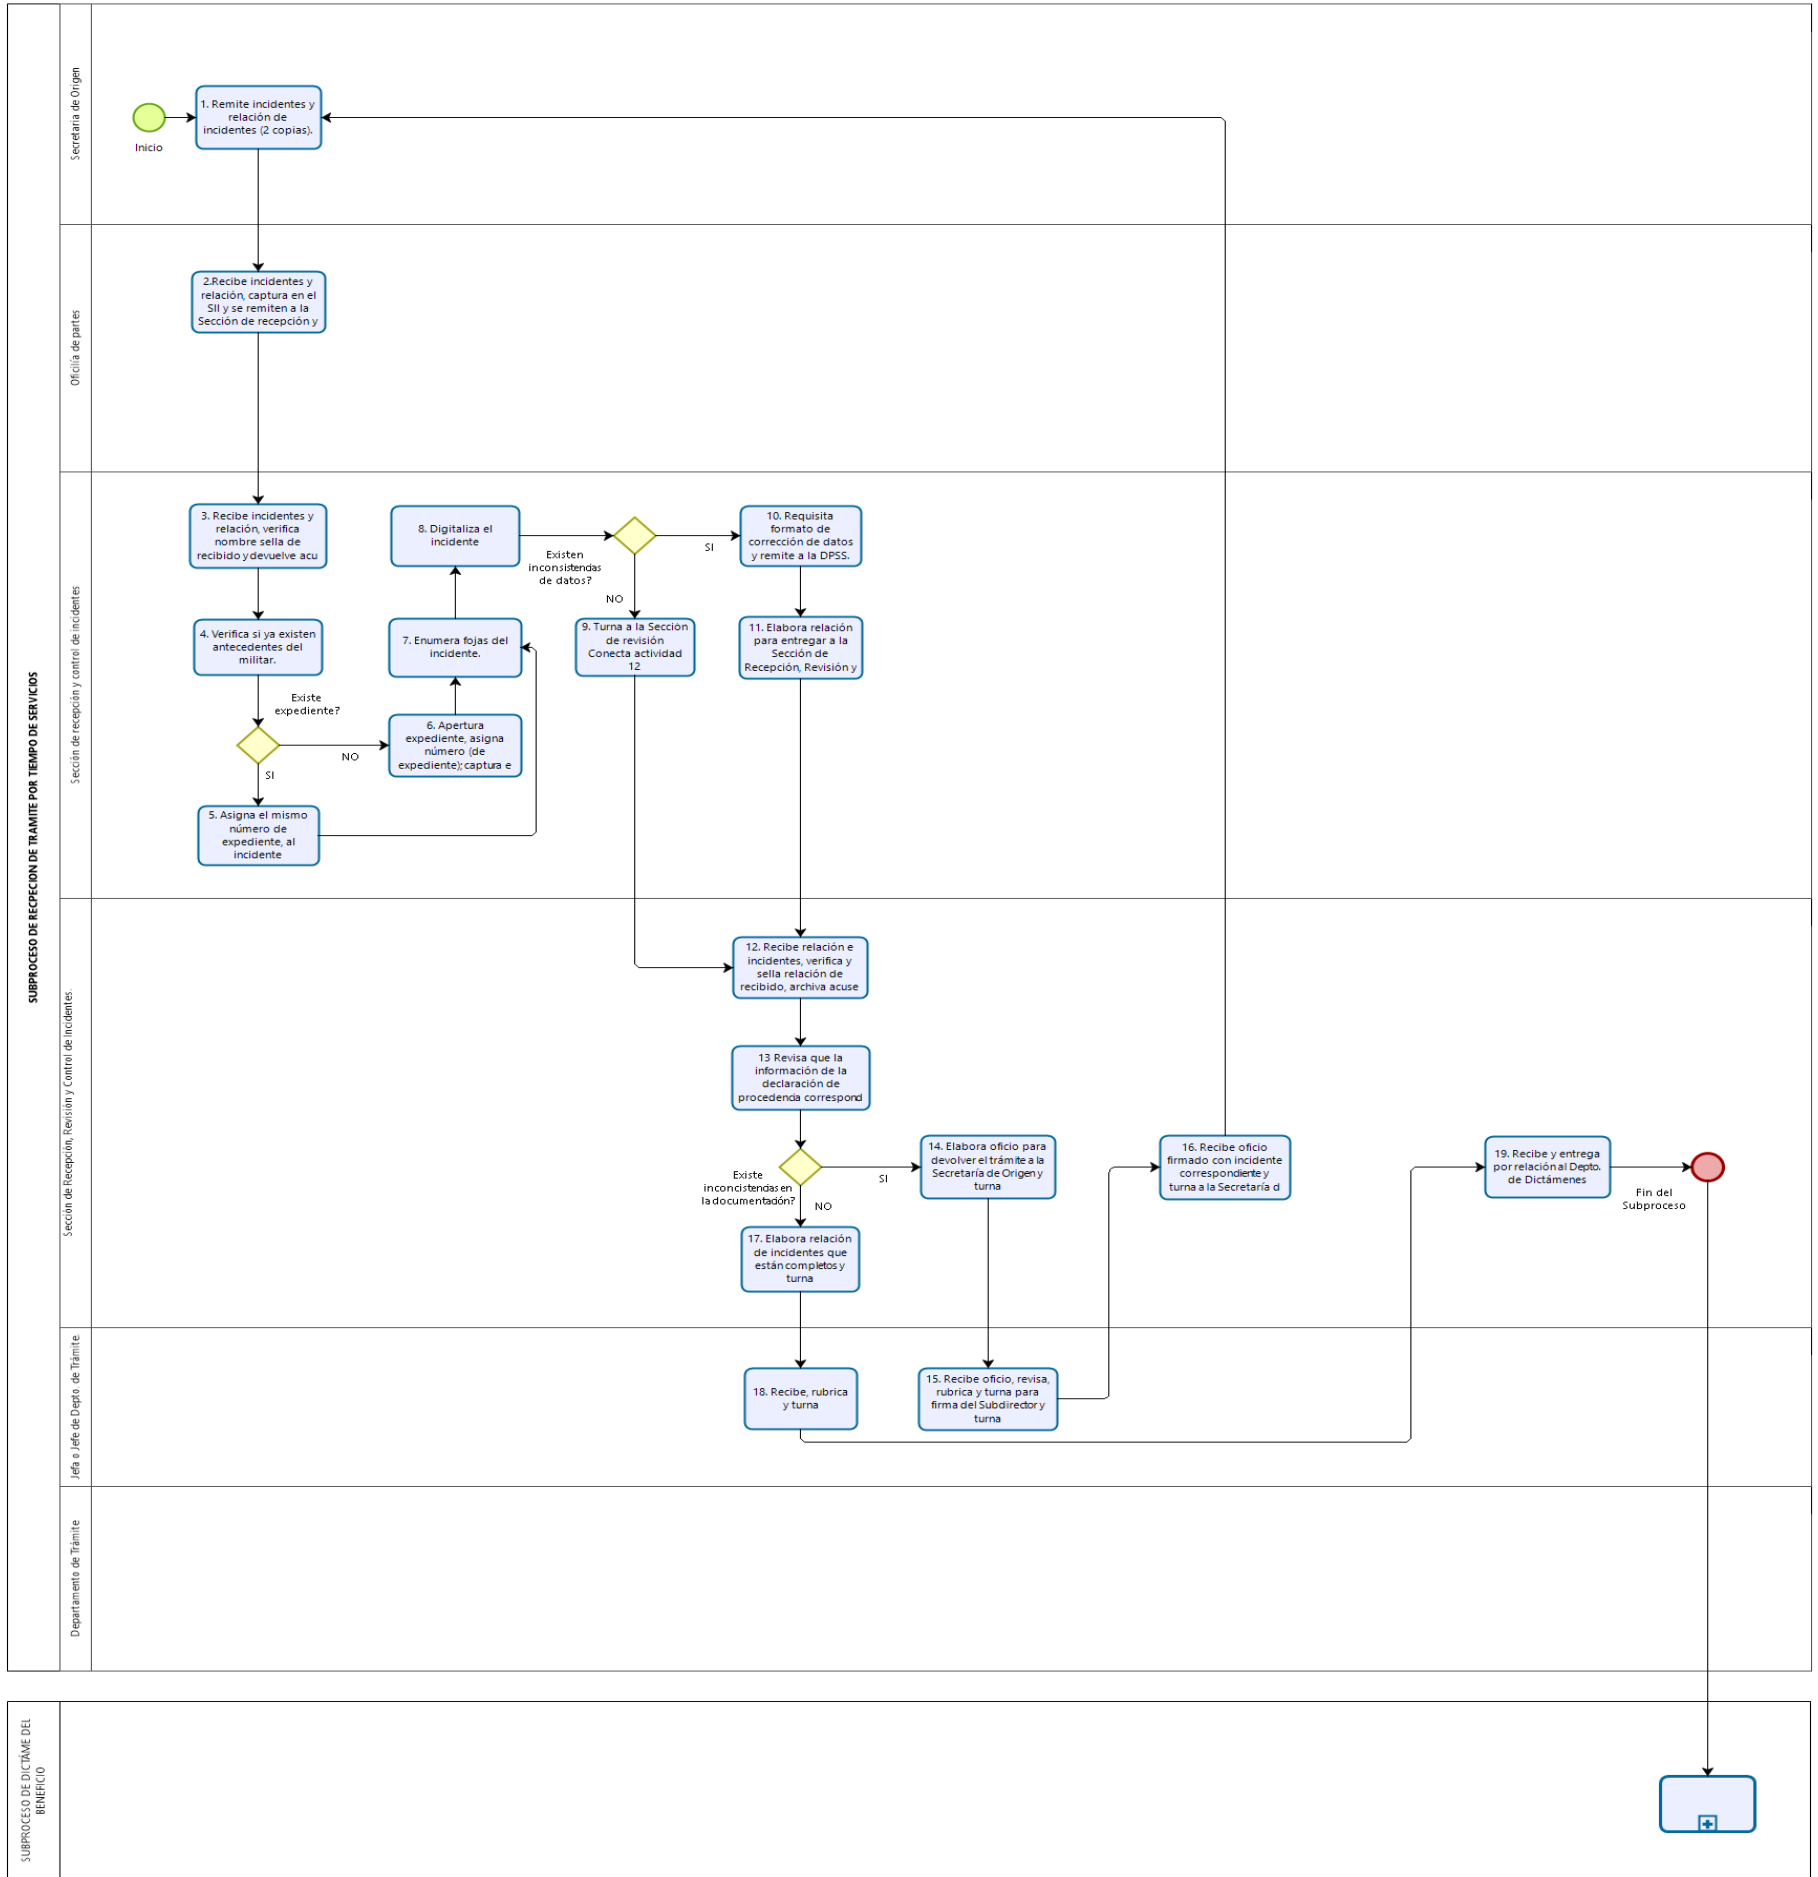 SUBPROCESO DE RECPECION DE TRAMITE POR TIEMPO DE SERVICIOS
Secretaria de Origen
Inicio
1. Remite incidentes y
relación de
incidentes (2 copias).
Oficilía de partes
2.Recibe incidentes y
relación, captura en el
SII y se remiten a la
Sección de recepción y
Sección de recepción y control de incidentes
3. Recibe incidentes y
relación, verifica
nombre sella de
recibido y devuelve acu
4. Verifica si ya existen
antecedentes del
militar.
Existe
expediente?
NO
SI
5. Asigna el mismo
número de
expediente, al
incidente
6. Apertura
expediente, asigna
número (de
expediente); captura e
7. Enumera fojas del
incidente.
8. Digitaliza el
incidente
Existen
inconsistendas
de datos?
SI
NO
9. Turna a la Sección
de revisión
Conecta actividad
12
10. Requisita
formato de
corrección de datos
y remite a la DPSS.
11. Elabora relación
para entregar a la
Sección de
Recepción, Revisión y
Sección de Recepción, Revisión y Control de Incidentes.
12. Recibe relación e
incidentes, verifica y
sella relación de
recibido, archiva acuse
13 Revisa que la
información de la
declaración de
procedencia correspond
Existe
inconcistendas en
la documentación?
SI
NO
14. Elabora oficio para
devolver el trámite a la
Secretaría de Origen y
turna
16. Recibe oficio
firmado con incidente
correspondiente y
turna a la Secretaría d
17. Elabora relación
de incidentes que
están completos y
turna
19. Recibe y entrega
por relación al Depto.
de Dictámenes
Fin del
Subproceso
Jefa o Jefe de Depto. de Trámite.
18. Recibe, rubrica
y turna
15. Recibe oficio, revisa,
rubrica y turna para
firma del Subdirector y
turna
Departamento de Trámite
SUBPROCESO DE DICTÁME DEL
BENEFICIO